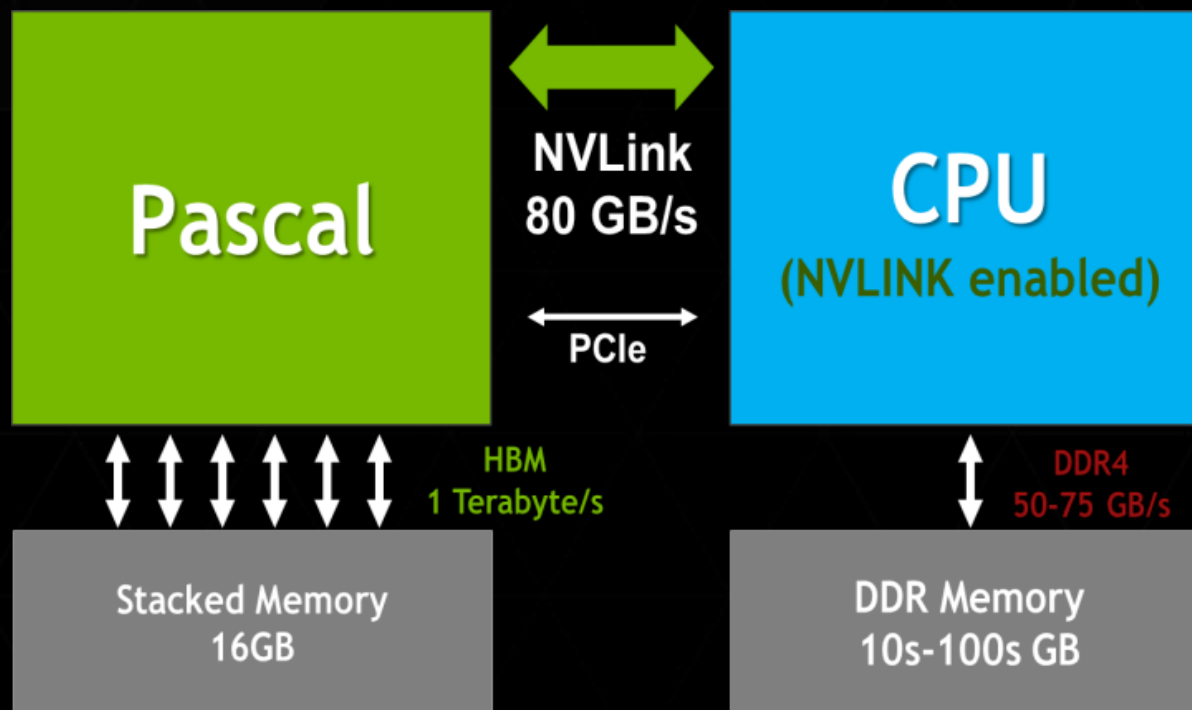 Pascal
NVLink
80 GB/s
PCIe
CPU
(NVLINK enabled)
HBM
1 Terabyte/s
DDR4
50-75 GB/s
Stacked Memory
16GB
DDR Memory
10s-100s GB